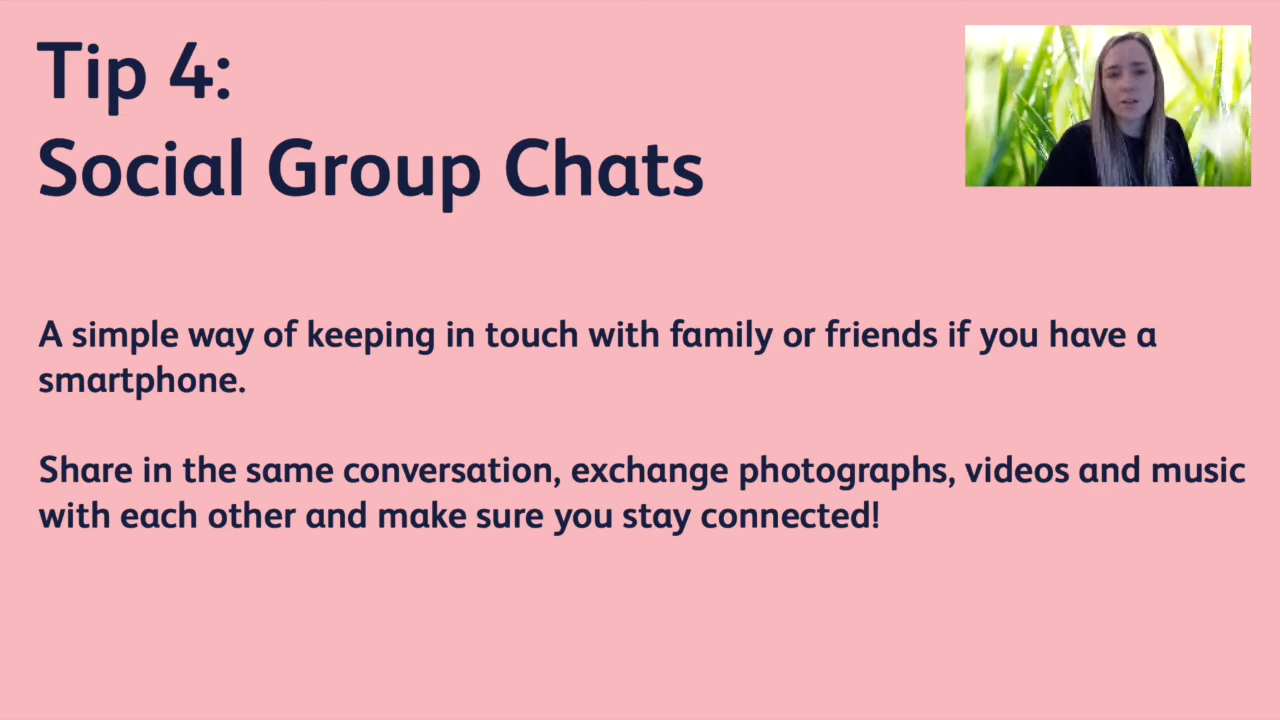 Tip 4:
Social Group Chats
A simple way of keeping in touch with family or friends if you have a
smartphone.
Share in the same conversation, exchange photographs, videos and music
with each other and make sure you stay connected!